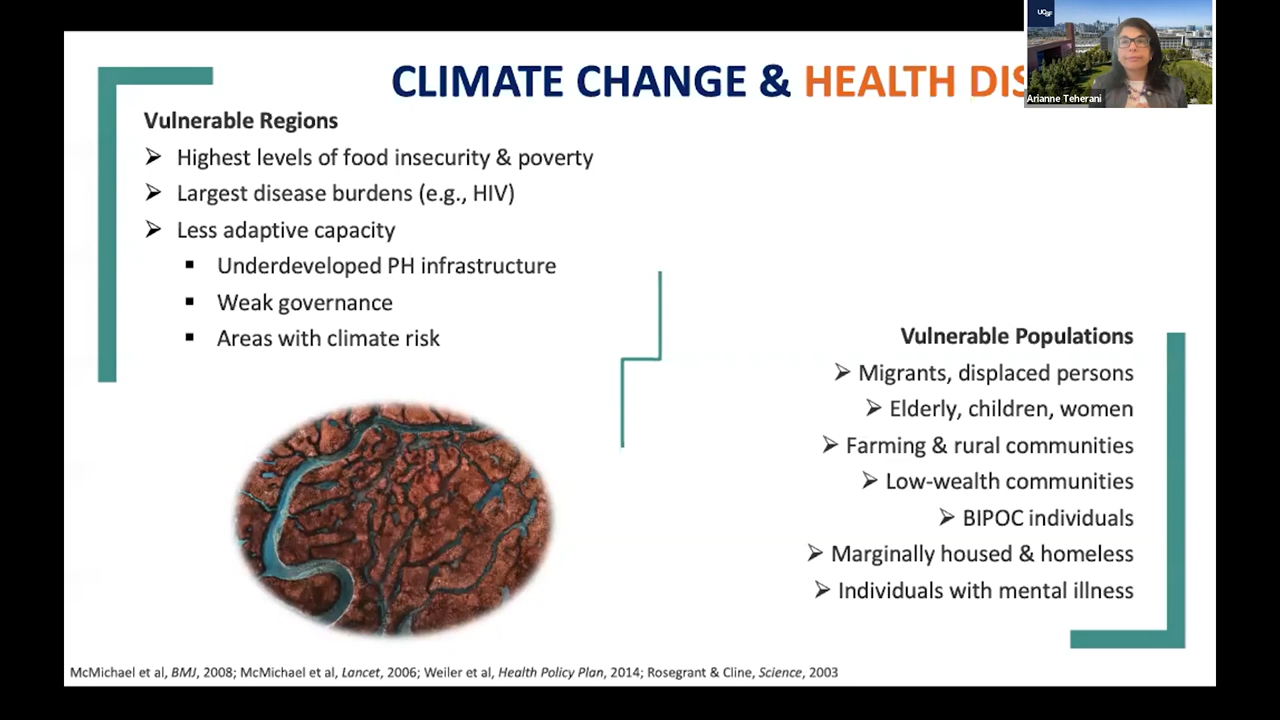 CLIMATE CHANGE & HEALTH DIS
UCSF
Arianne Teherani
Vulnerable Regions
➢ Highest levels of food insecurity & poverty
➢ Largest disease burdens (e.g., HIV)
➢ Less adaptive capacity
▪ Underdeveloped PH infrastructure
▪ Weak governance
▪ Areas with climate risk
Vulnerable Populations
➢ Migrants, displaced persons
➢ Elderly, children, women
➢ Farming & rural communities
➢ Low-wealth communities
➢ BIPOC individuals
➢ Marginally housed & homeless
➢ Individuals with mental illness
McMichael et al, BMJ, 2008; McMichael et al, Lancet, 2006; Weiler et al, Health Policy Plan, 2014; Rosegrant & Cline, Science, 2003